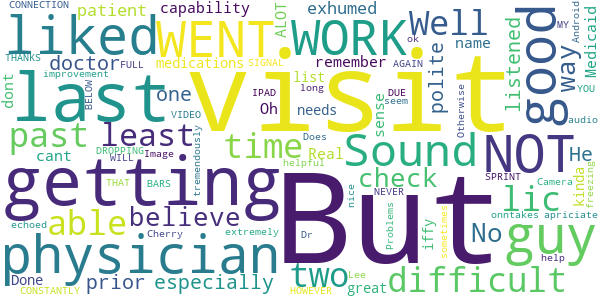 CONNECTION patient capability exhumed Well MY
liked WENT WORK ALOT name Android
THANKS improvement FULL doctor medications SIGNAL remember AGAIN ok polite listened way Medicaid
last visit good
BELOW one IPAD DUE list long seem Otherwise YOU
past least tremendously VIDEO Oh needs sense audio
DROPPING WILL time Does Real Sound NOT
THAT BARS Image helpful check He kinda
getting But SPRINT Camera freezing
able believe cant NEVER lic
echoed Cherry extremely nice Problems iffy sometimes No guy onntakes apriciate
physician Dr
Done prior especially two Lee great difficult help
CONSTANTLY HOWEVER dont